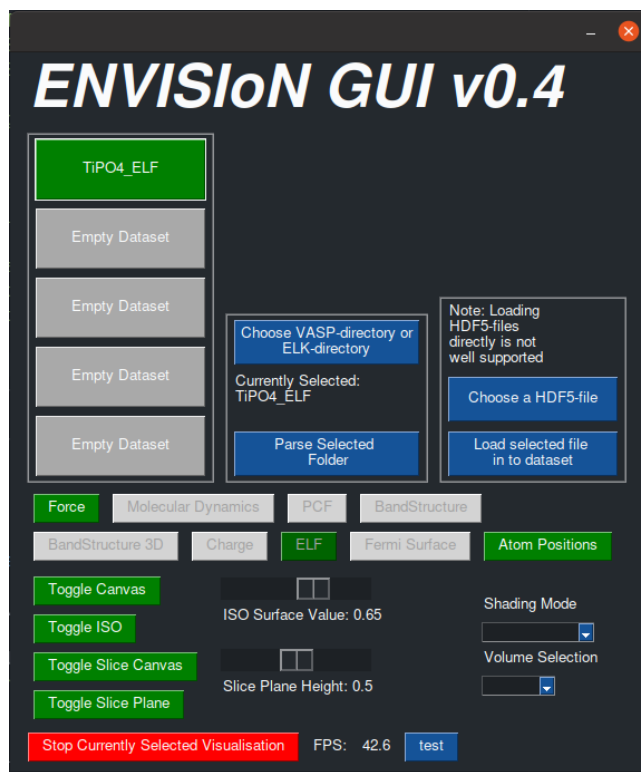 ENVISIoN GUI v0.4
TiPO4_ELF
Empty Dataset
Empty Dataset
Empty Dataset
Empty Dataset
Choose VASP-directory or
ELK-directory
Currently Selected:
TiPO4_ELF
Parse Selected
Folder
Note: Loading
HDF5-files
directly is not
well supported
Choose a HDF5-file
Load selected file
in to dataset
Force Molecular Dynamics PCF BandStructure
BandStructure 3D Charge ELF Fermi Surface Atom Positions
Toggle Canvas
Toggle ISO
Toggle Slice Canvas
Toggle Slice Plane
ISO Surface Value: 0.65
Slice Plane Height: 0.5
Shading Mode
Volume Selection
Stop Currently Selected Visualisation FPS: 42.6 test